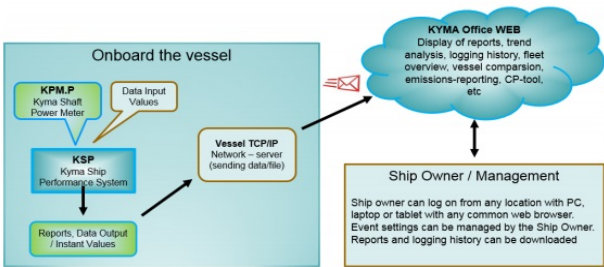 Onboard the vessel
KPM.P
Kyma Shaft
Power Meter
Data Input
Values
KSP
Kyma Ship
Performance System
Reports, Data Output
/ Instant Values
Vessel TCP/IP
Network – server
(sending data/file)
KYMA Office WEB
Display of reports, trend
analysis, logging history, fleet
overview, vessel comparsion,
emissions-reporting, CP-tool,
etc
Ship Owner / Management
Ship owner can log on from any location with PC,
laptop or tablet with any common web browser.
Event settings can be managed by the Ship Owner.
Reports and logging history can be downloaded